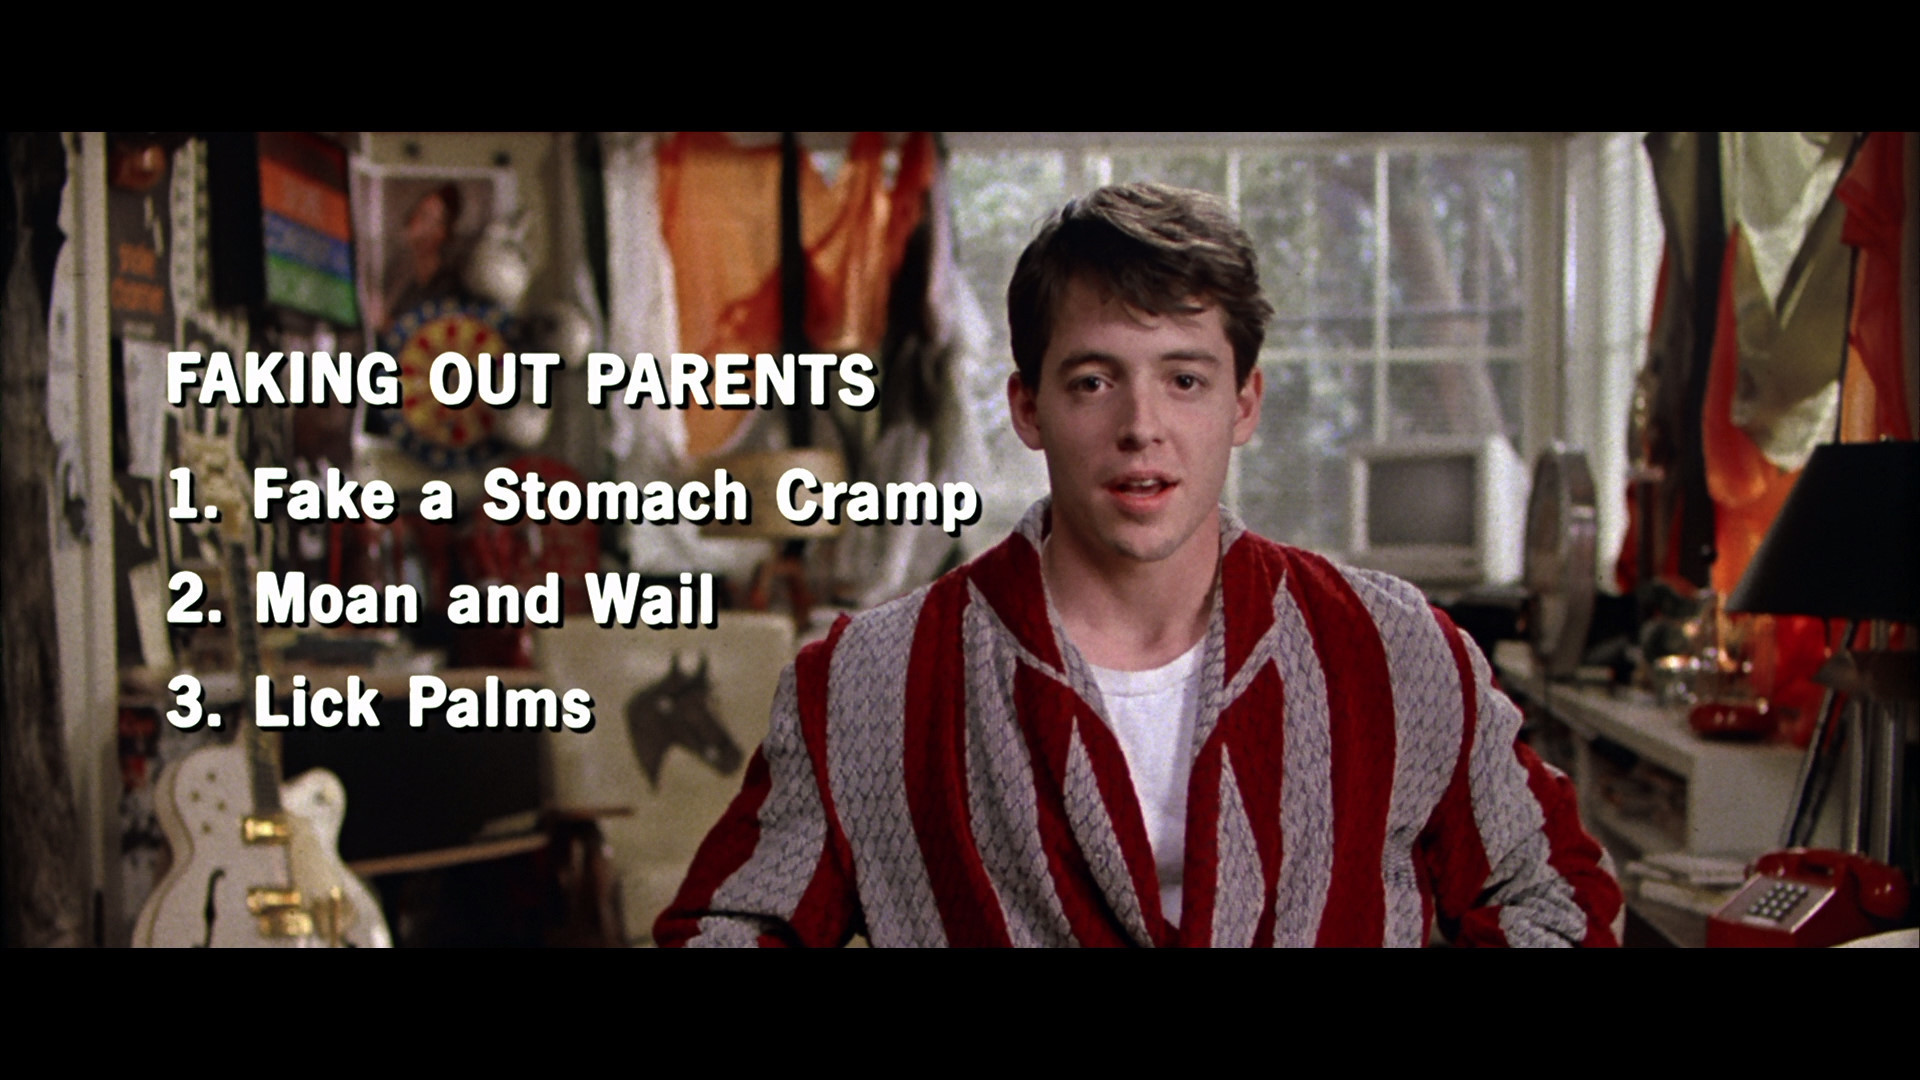 FAKING OUT PARENTS
1. Fake a Stomach Cramp
2. Moan and Wail
3. Lick Palms